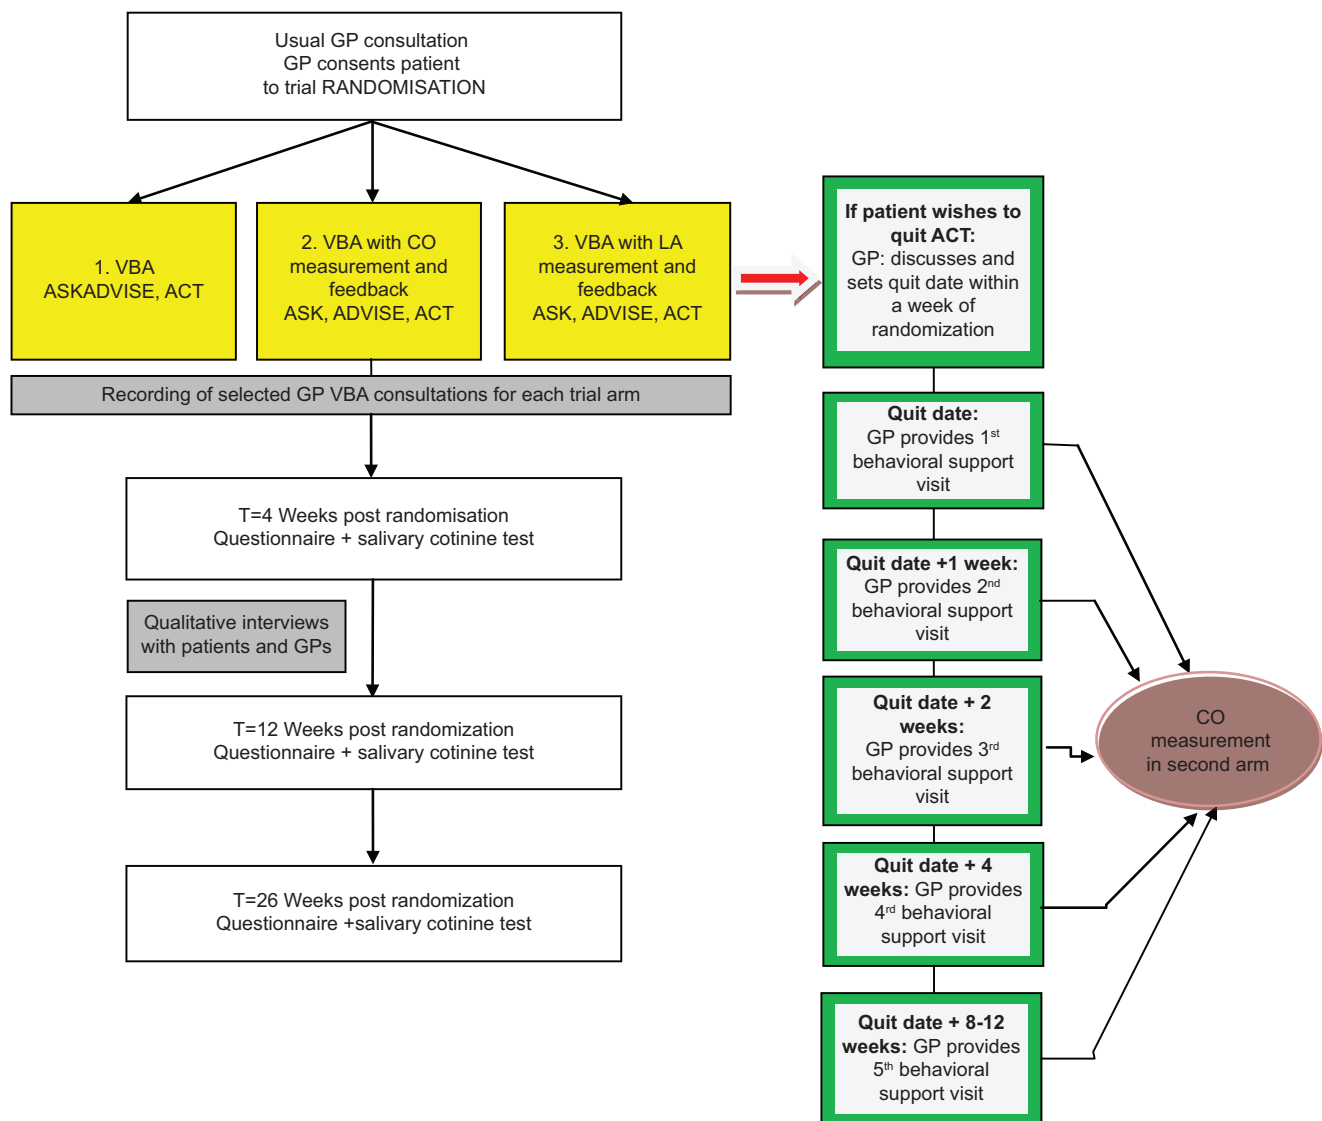 Usual GP consultation
GP consents patient
to trial RANDOMISATION
1. VBA
ASKADVISE, ACT
2. VBA with CO
measurement and
feedback
ASK, ADVISE, ACT
3. VBA with LA
measurement and
feedback
ASK, ADVISE, ACT
Recording of selected GP VBA consultations for each trial arm
T=4 Weeks post randomisation
Questionnaire + salivary cotinine test
Qualitative interviews
with patients and GPs
T=12 Weeks post randomization
Questionnaire + salivary cotinine test
T=26 Weeks post randomization
Questionnaire +salivary cotinine test
If patient wishes to
quit ACT:
GP: discusses and
sets quit date within
a week of
randomization
Quit date:
GP provides 1st
behavioral support
visit
Quit date +1 week:
GP provides 2nd
behavioral support
visit
Quit date + 2
weeks:
GP provides 3rd
behavioral support
visit
Quit date + 4
weeks: GP provides
4rd behavioral
support visit
Quit date + 8-12
weeks: GP provides
5th behavioral
support visit
CO
measurement
in second arm